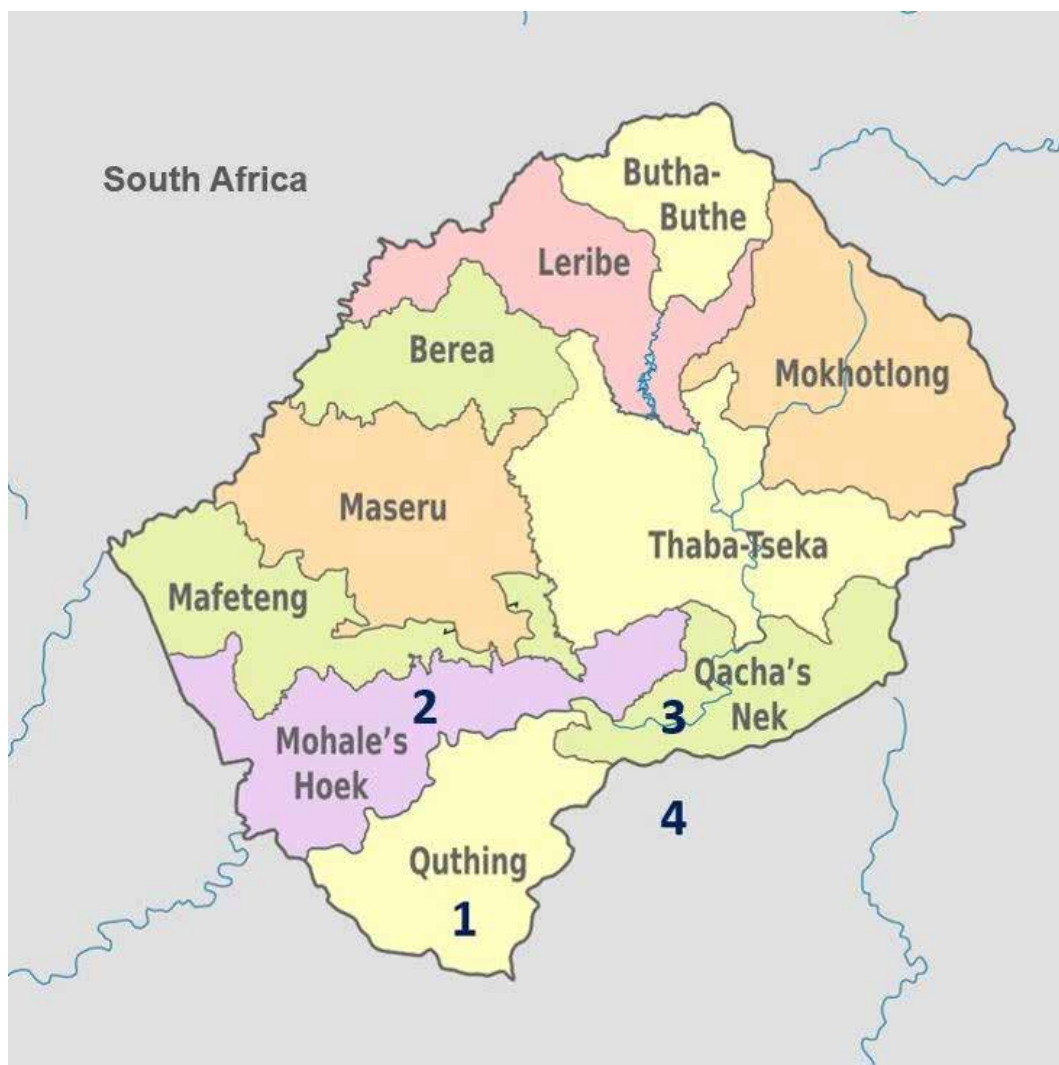 South Africa
Butha-
Buthe
Leribe
Berea
Mokhotlong
Maseru
Thaba-Tseka
Mafeteng
Qacha's
Nek
2
3
Mohale's
Hoek
4
Quthing
1